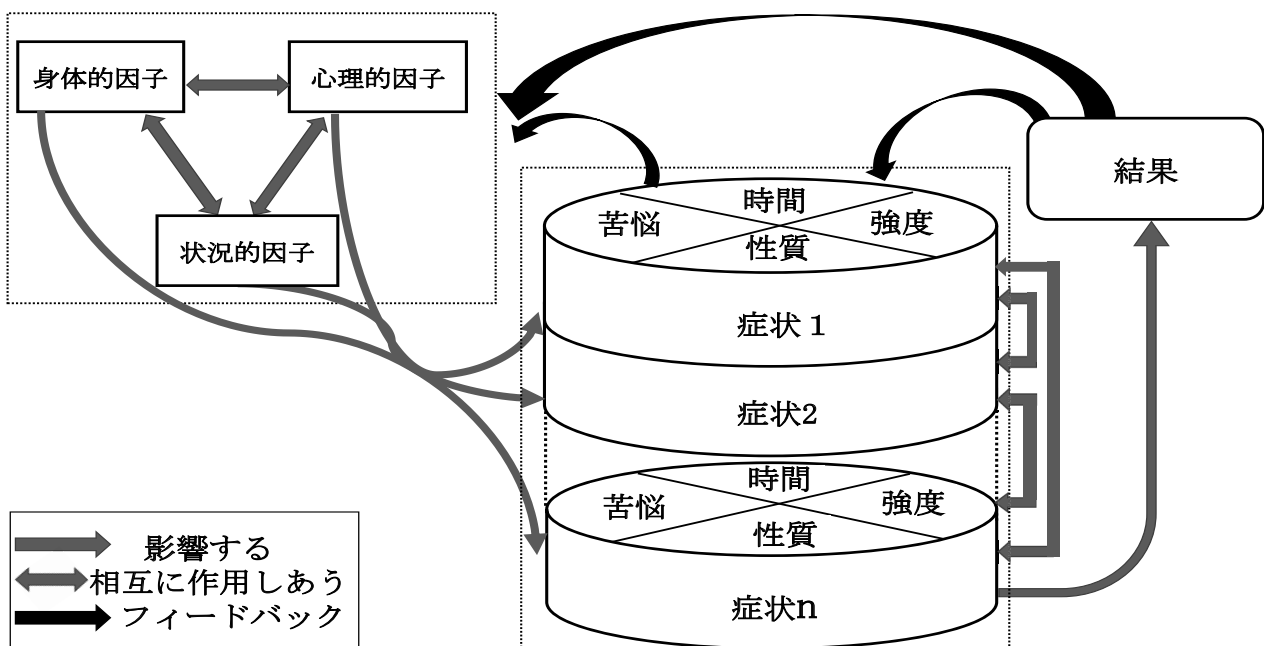 身体的因子
心理的因子
状況的因子
結果
時間
苦悩
強度
性質
症状１
症状2
時間
苦悩
強度
性質
症状n
影響する
相互に作用しあう
フィードバック